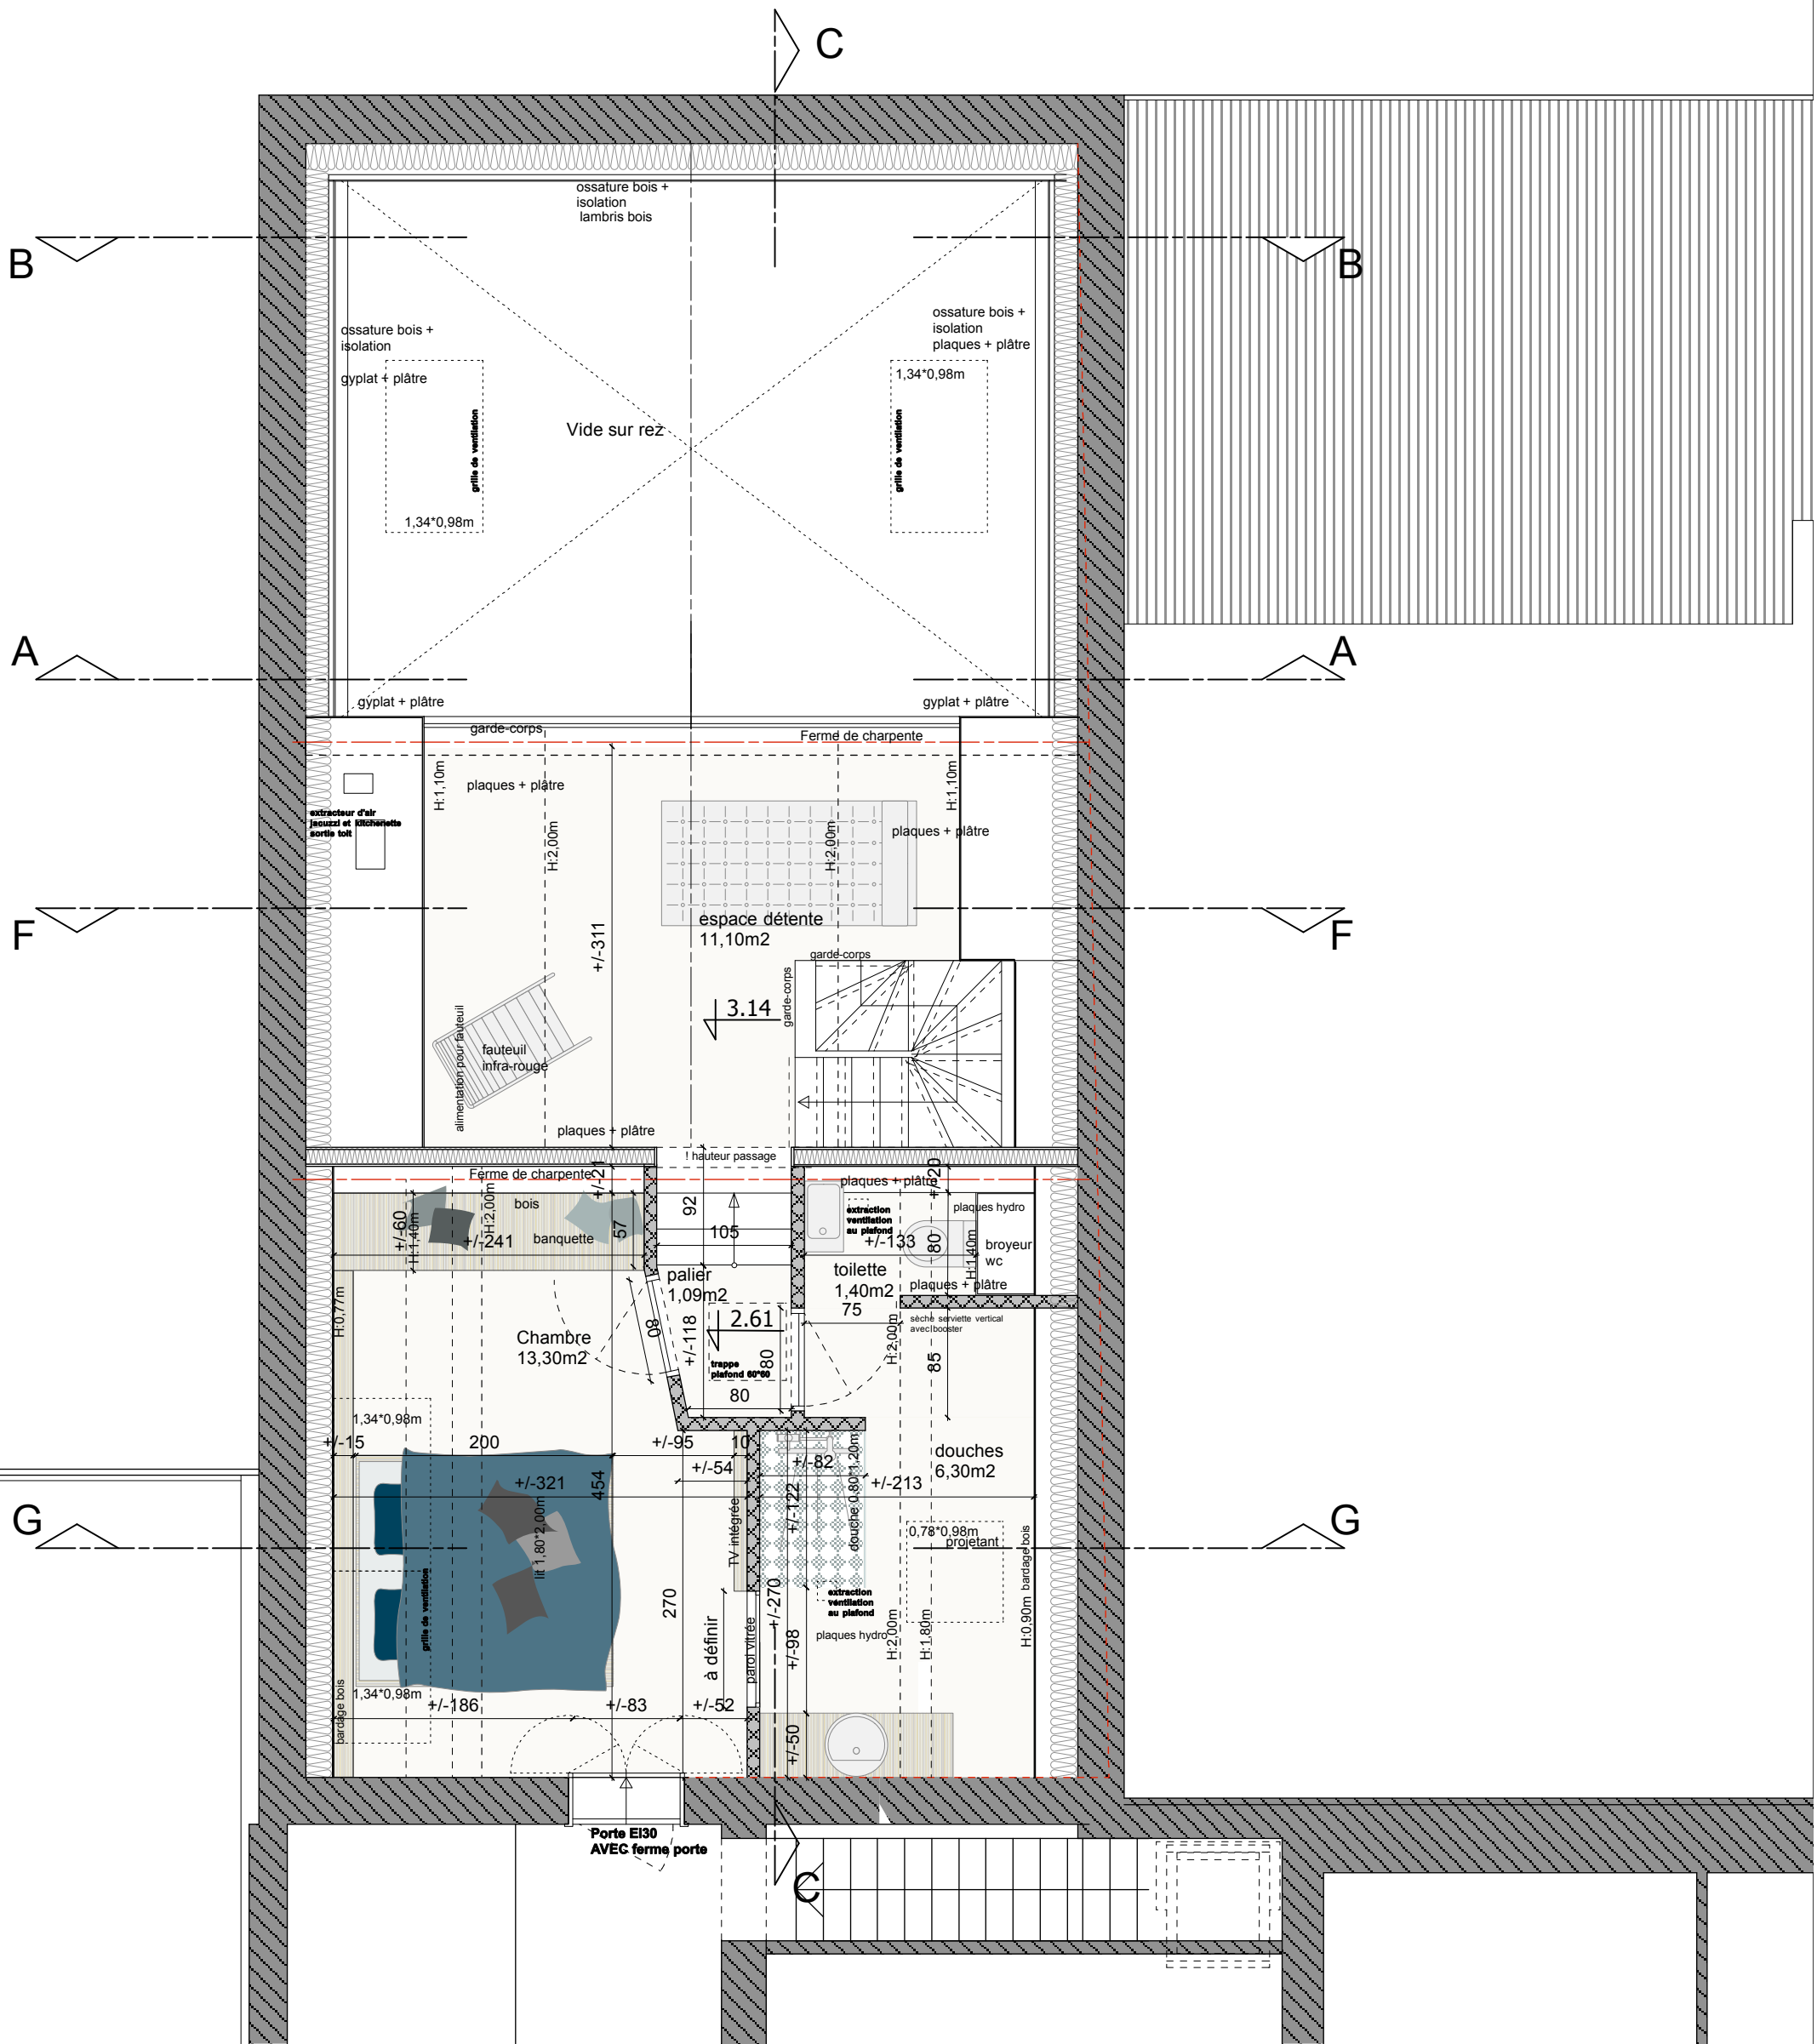 C
ossature bois +
isolation
lambris bois
B
B
ossature bois +
isolation
gyplat + plâtre
ossature bois +
isolation
plaques + plâtre
1,34*0,98m
grille de ventilation
grille de ventilation
Vide sur rez
1,34*0,98m
A
A
gyplat + plâtre
gyplat + plâtre
garde-corps
Ferme de charpente
H:1,10m
plaques + plâtre
H:1,10m
extracteur d'air
jacuzzi et kitchenette
sortie toit
H:2,00m
H:2,00m
plaques + plâtre
F
F
espace détente
11,10m2
+/-311
garde-corps
garde-corps
3.14
alimentation pour fauteuil
fauteuil
infra-rouge
plaques + plâtre
! hauteur passage
Ferme de charpente
+/-21
plaques + plâtre
+/-20
bois
H:2,00m
+/-60
H:1,40m
+/-241
banquette
57
92
105
extraction
ventilation
au plafond
+/-133
80
plaques hydro
H:1,40m
broyeur
wc
palier
1,09m2
toilette
1,40m2
75
plaques + plâtre
H:0,77m
Chambre
13,30m2
80
+/-118
2.61
trappe
plafond 60*60
80
80
H:2,00m
sèche serviette vertical
avec booster
85
1,34*0,98m
+/-15
200
+/-95
10
+/-54
+/-82
douches
6,30m2
+/-321
454
+/-213
+/-122
douche 0,80*1,20m
G
G
lit 1,80*2,00m
TV intégrée
0,78*0,98m
projetant
H:0,90m bardage bois
grille de ventilation
270
à définir
paroi vitrée
+/-270
extraction
ventilation
au plafond
plaques hydro
+/-98
H:2,00m
H:1,80m
bardage bois
1,34*0,98m
+/-186
+/-83
+/-52
+/-50
Porte EI30
AVEC ferme porte
C